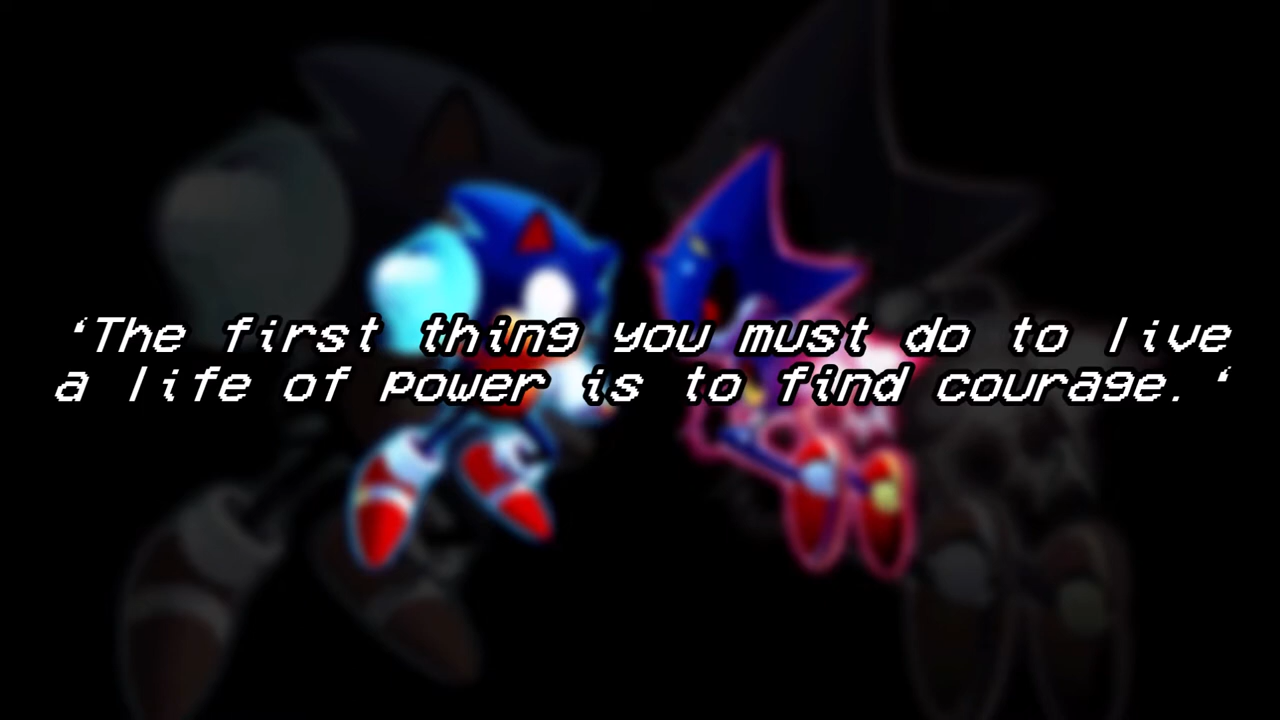 ‘The first thing you must do to live
a life of power is to find courage. ‘